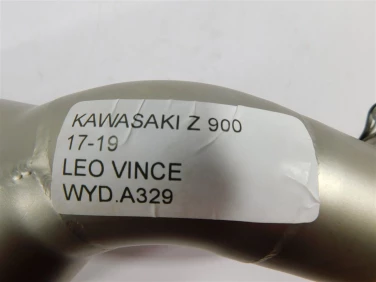 KAWASAKI Z 900
17-19
LEO VINCE
WYD.A329